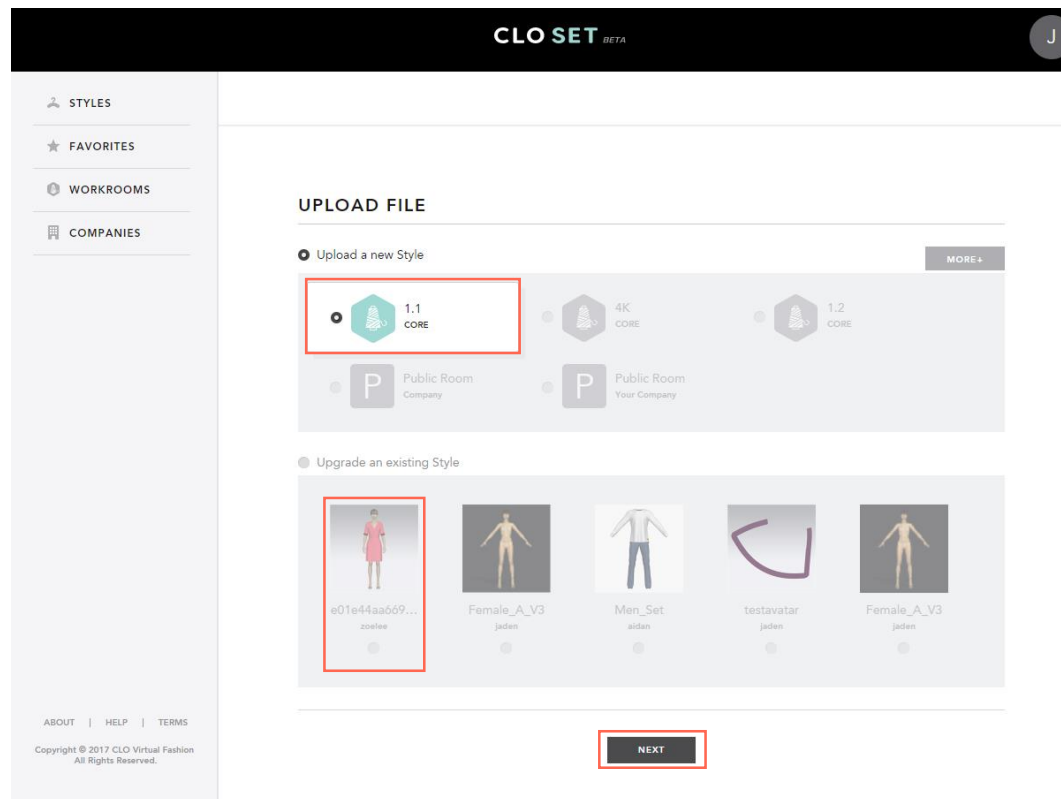 CLO SET BETA
J
STYLES
FAVORITES
WORKROOMS
COMPANIES
UPLOAD FILE
Upload a new Style
MORE+
1.1
CORE
4K
CORE
1.2
CORE
P
Public Room
Company
P
Public Room
Your Company
Upgrade an existing Style
e01e44aa669...
zoelee
Female_A_V3
jaden
Men_Set
aidan
testavatar
jaden
Female_A_V3
jaden
NEXT
ABOUT | HELP | TERMS
Copyright © 2017 CLO Virtual Fashion
All Rights Reserved.